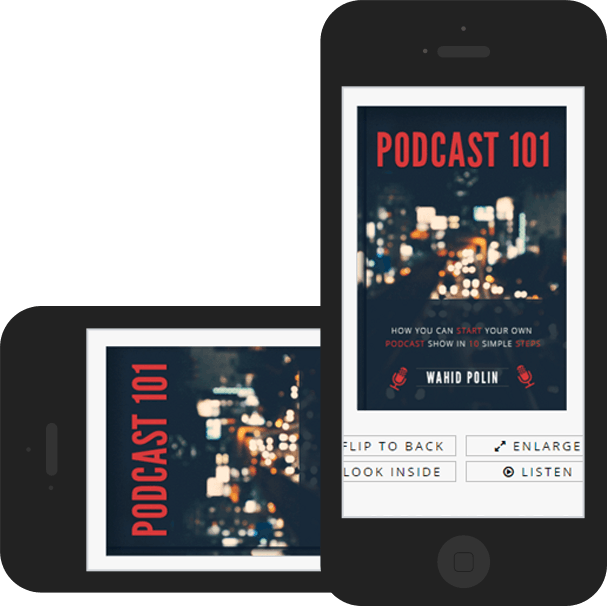 PODCAST 101
HOW YOU CAN START YOUR OWN
PODCAST SHOW IN 10 SIMPLE STEPS
WAHID POLIN
FLIP TO BACK
ENLARGE
LOOK INSIDE
LISTEN
PODCAST 101